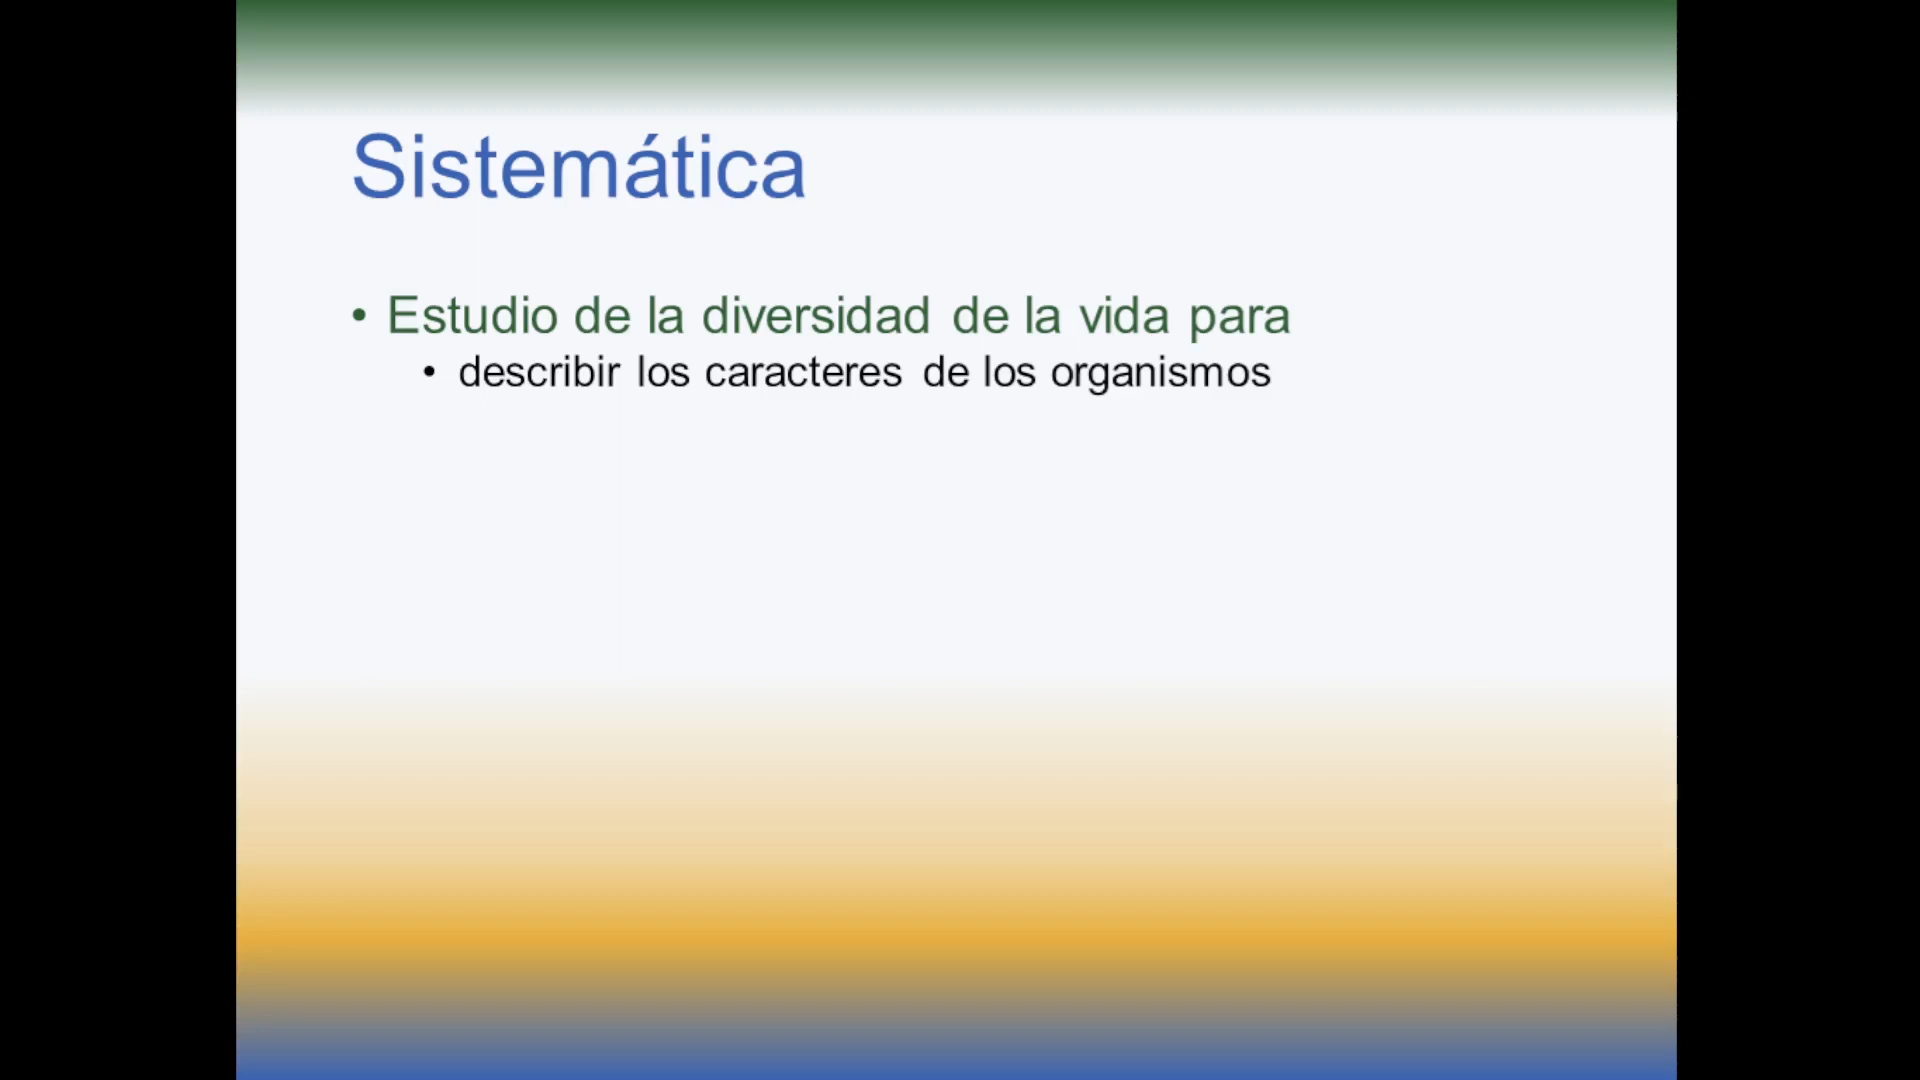 Sistemática
• Estudio de la diversidad de la vida para
• describir los caracteres de los organismos